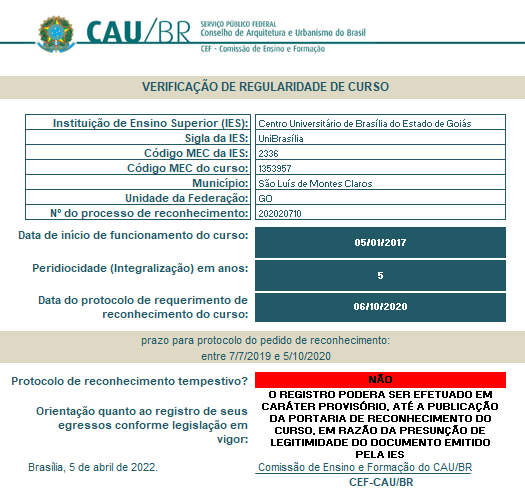 CAU/BR
SERVIÇO PÚBLICO FEDERAL
Conselho de Arquitetura e Urbanismo do Brasil
CEF - Comissão de Ensino e Formação
VERIFICAÇÃO DE REGULARIDADE DE CURSO
Instituição de Ensino Superior (IES): Centro Universitário de Brasília do Estado de Goiás
Sigla da IES: UniBrasília
Código MEC da IES: 2336
Código MEC do curso: 1353957
Município: São Luís de Montes Claros
Unidade da Federação: GO
Nº do processo de reconhecimento: 202020710
Data de início de funcionamento do curso: 05/01/2017
Peridiocidade (Integralização) em anos: 5
Data do protocolo de requerimento de
reconhecimento do curso: 06/10/2020
prazo para protocolo do pedido de reconhecimento:
entre 7/7/2019 e 5/10/2020
Protocolo de reconhecimento tempestivo? NÃO
Orientação quanto ao registro de seus
egressos conforme legislação em
vigor:
O REGISTRO PODERA SER EFETUADO EM
CARÁTER PROVISÓRIO, ATÉ A PUBLICAÇÃO
DA PORTARIA DE RECONHECIMENTO DO
CURSO, EM RAZÃO DA PRESUNÇÃO DE
LEGITIMIDADE DO DOCUMENTO EMITIDO
PELA IES
Brasília, 5 de abril de 2022. Comissão de Ensino e Formação do CAU/BR
CEF-CAU/BR